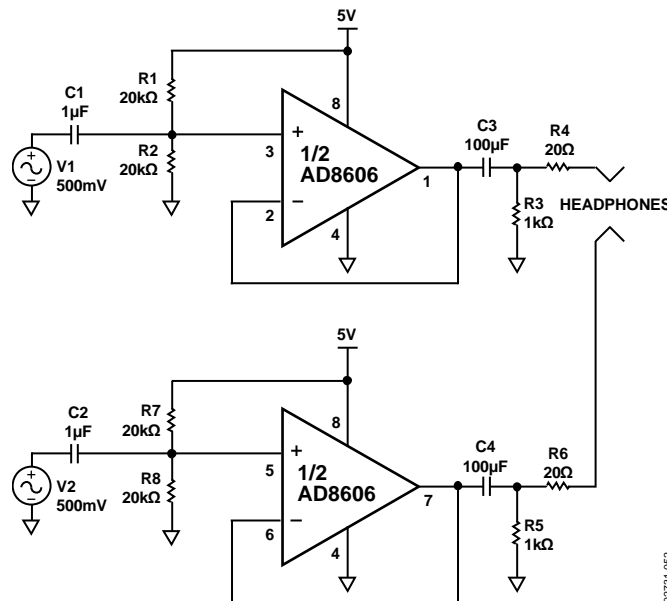 5V
R1
20kΩ
C1
1µF
R2
20kΩ
V1
500mV
8
3
+
−
2
1/2
AD8606
1
4
C3
100µF
R4
20Ω
R3
1kΩ
HEADPHONES
5V
R7
20kΩ
C2
1µF
R8
20kΩ
V2
500mV
8
5
+
−
6
1/2
AD8606
7
4
C4
100µF
R6
20Ω
R5
1kΩ